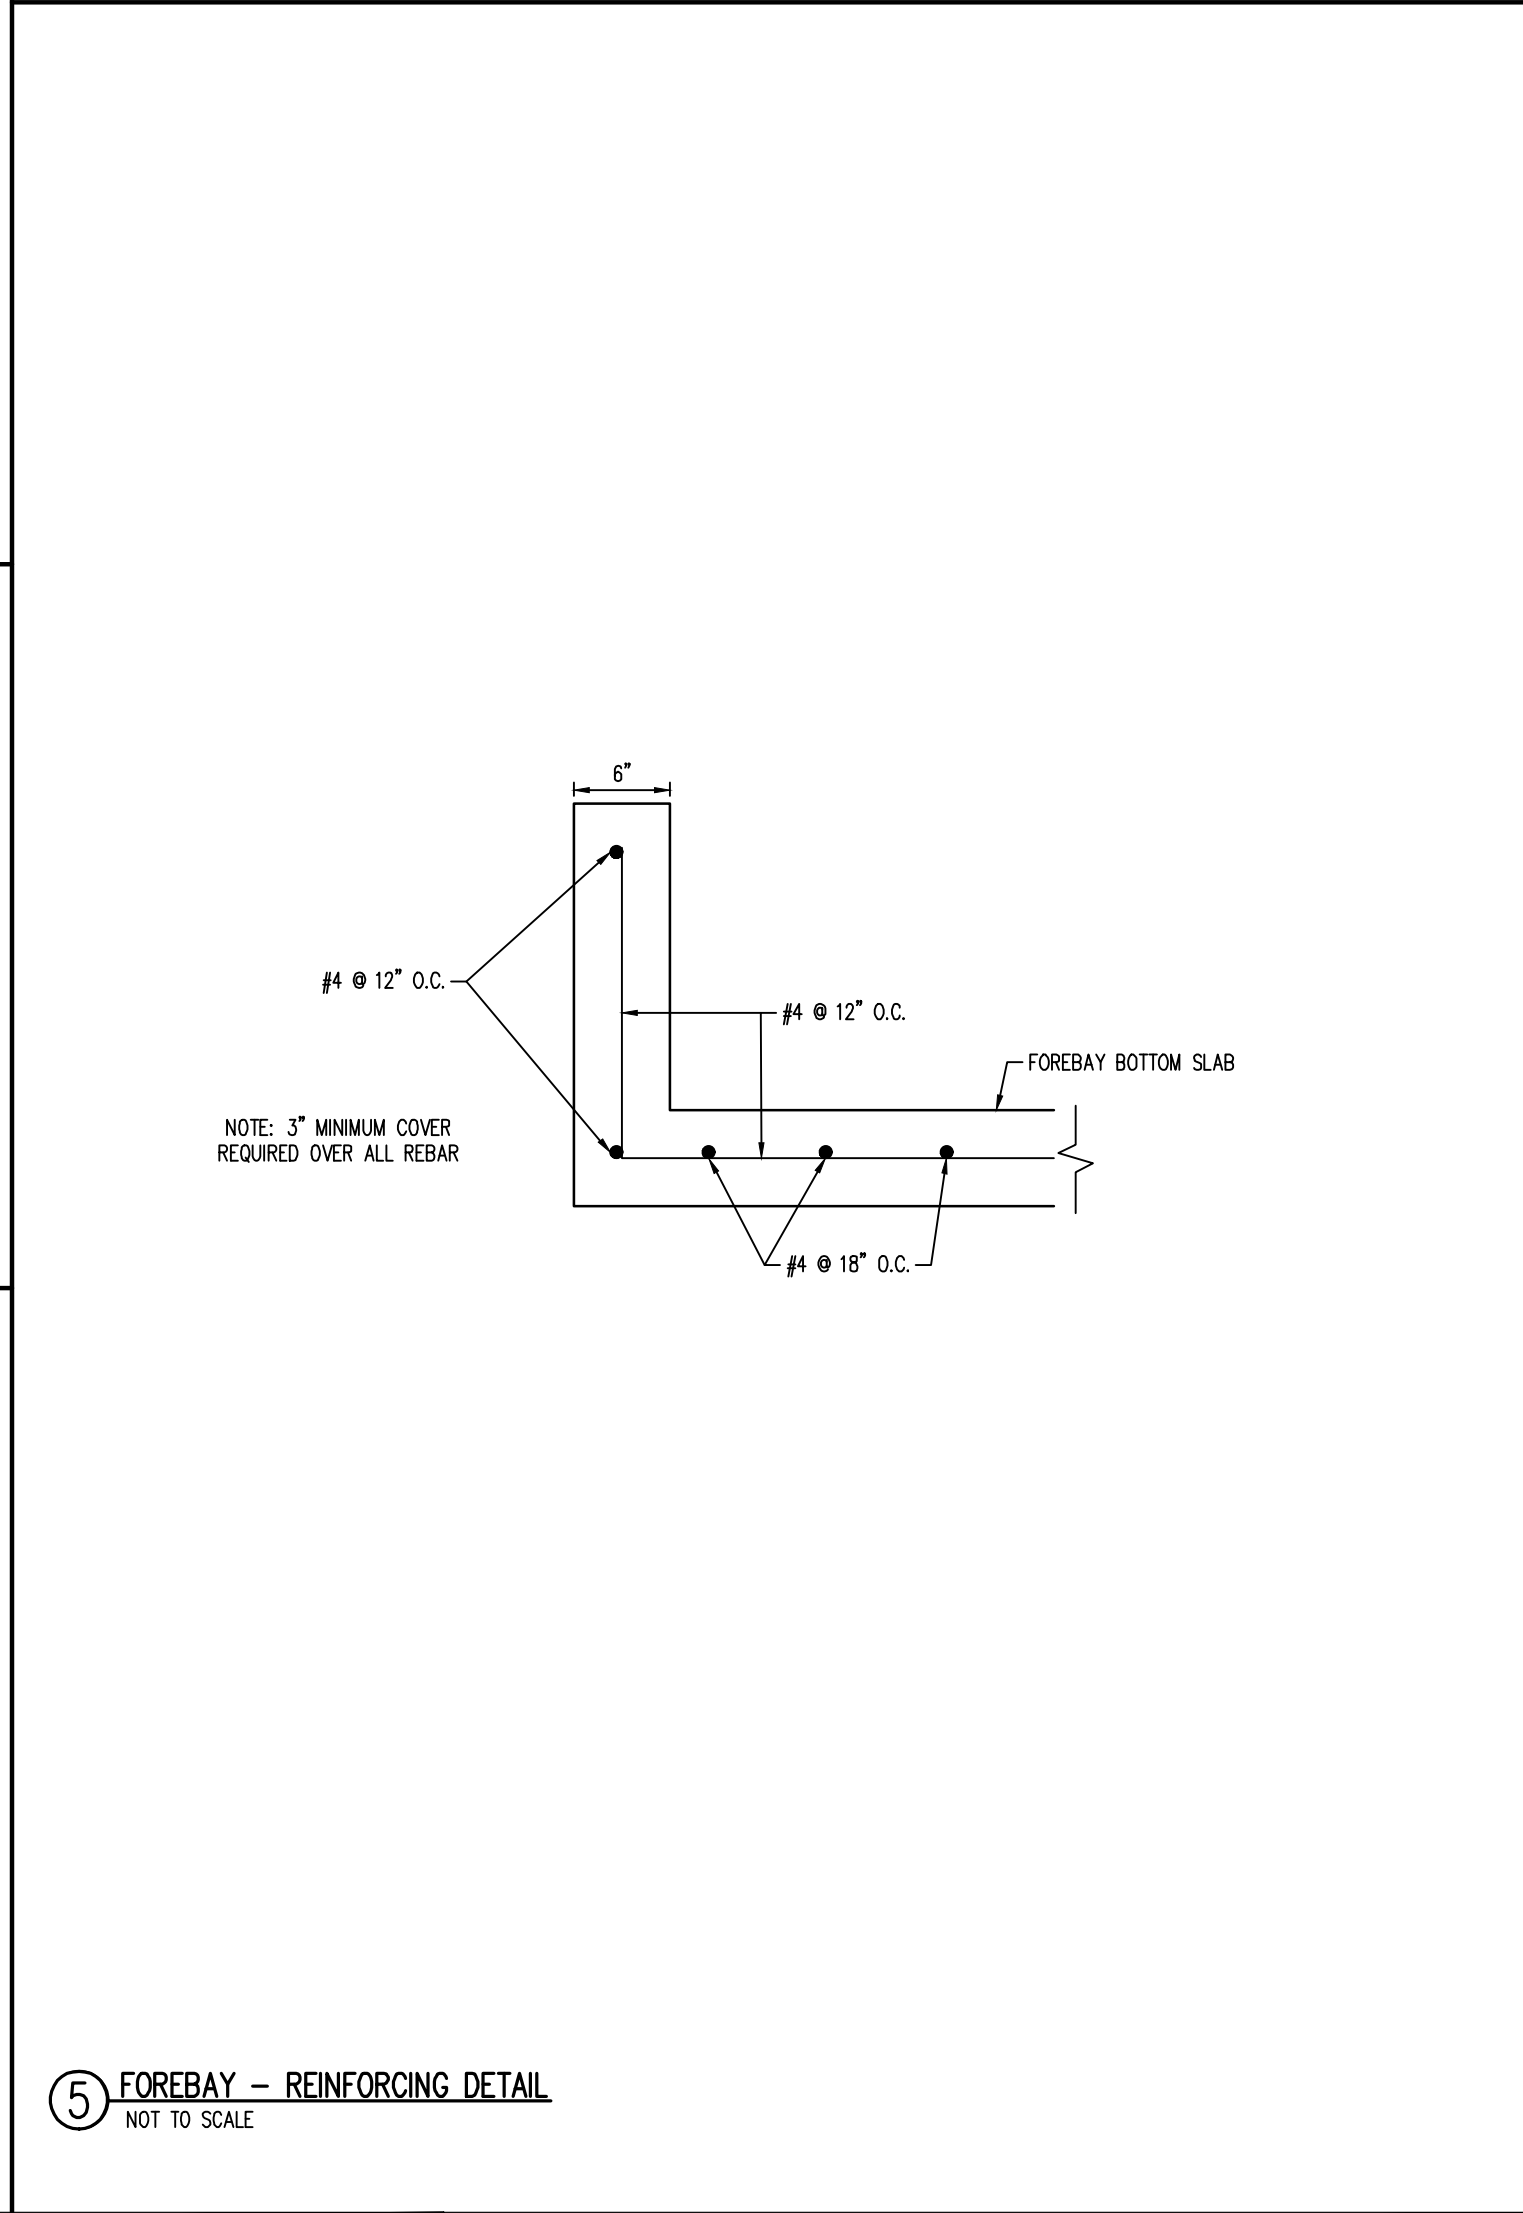 6”
#4 @ 12” O.C.
#4 @ 12” O.C.
FOREBAY BOTTOM SLAB
NOTE: 3” MINIMUM COVER
REQUIRED OVER ALL REBAR
#4 @ 18” O.C.
5
FOREBAY – REINFORCING DETAIL
NOT TO SCALE